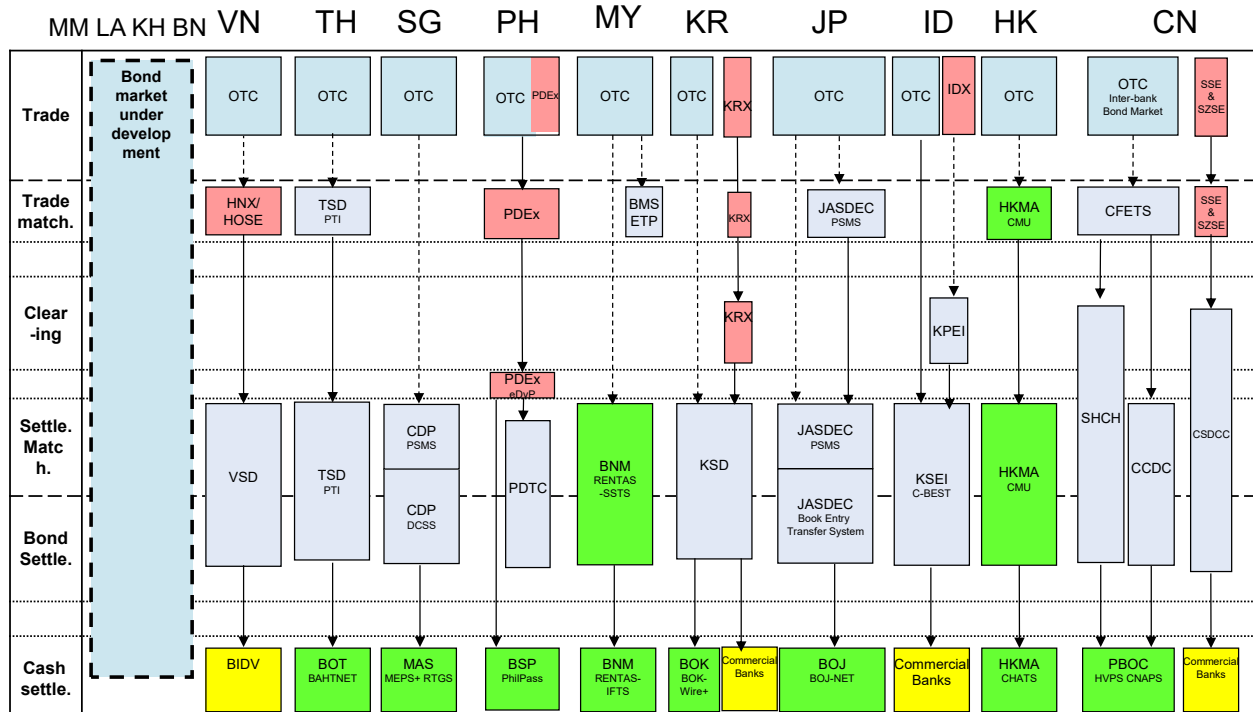 MM LA KH BN VN TH SG PH MY KR JP ID HK CN
Trade
Bond
market
under
develop
ment
OTC
OTC
OTC
OTC
PDEx
OTC
OTC
KRX
OTC
OTC
IDX
OTC
OTC
Inter-bank
Bond Market
SSE
&
SZSE
Trade
match.
HNX/
HOSE
TSD
PTI
PDEx
BMS
ETP
KRX
JASDEC
PSMS
HKMA
CMU
CFETS
SSE
&
SZSE
Clear
-ing
KRX
KPEI
PDEx
eDvP
Settle.
Matc
h.
Bond
Settle.
VSD
TSD
PTI
CDP
PSMS
CDP
DCSS
PDTC
BNM
RENTAS
-SSTS
KSD
JASDEC
PSMS
JASDEC
Book Entry
Transfer System
KSEI
C-BEST
HKMA
CMU
SHCH
CCDC
CSDCC
Cash
settle.
BIDV
BOT
BAHTNET
MAS
MEPS+ RTGS
BSP
PhilPass
BNM
RENTAS-
IFTS
BOK
BOK-
Wire+
Commercial
Banks
BOJ
BOJ-NET
Commercial
Banks
HKMA
CHATS
PBOC
HVPS CNAPS
Commercial
Banks